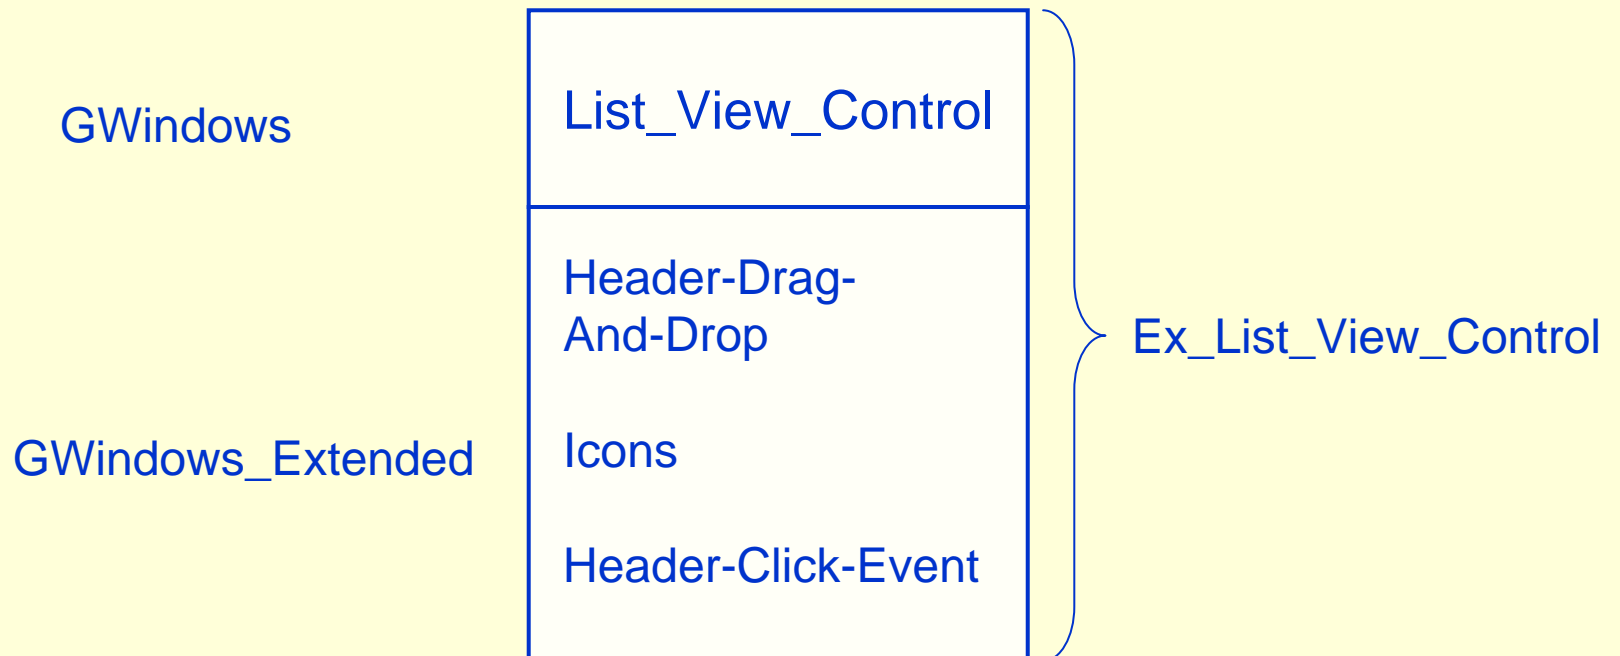 GWindows
List_View_Control
Header-Drag-
And-Drop
Ex_List_View_Control
GWindows_Extended
Icons
Header-Click-Event